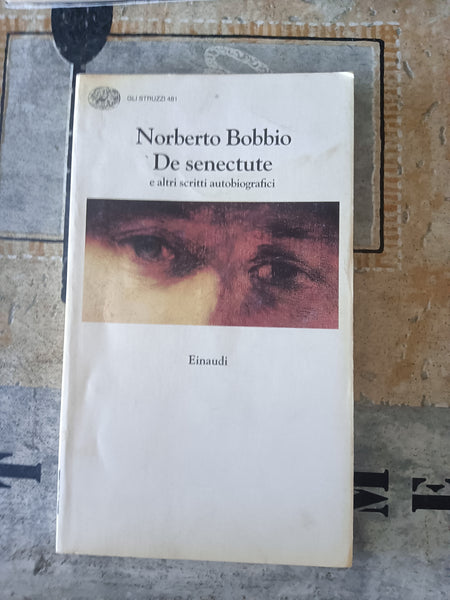 GLI STRUZZI 481
Norberto Bobbio
De senectute
e altri scritti autobiografici
Einaudi
M
E